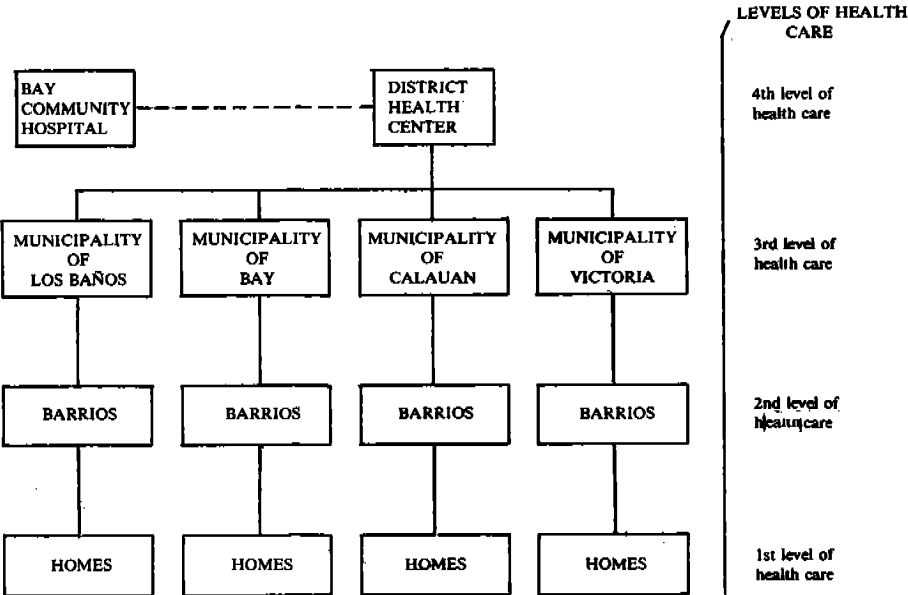 LEVELS OF HEALTH
CARE
BAY
COMMUNITY
HOSPITAL
DISTRICT
HEALTH
CENTER
4th level of
health care
MUNICIPALITY
OF
LOS BAÑOS
MUNICIPALITY
OF
BAY
MUNICIPALITY
OF
CALAUAN
MUNICIPALITY
OF
VICTORIA
3rd level of
health care
BARRIOS
BARRIOS
BARRIOS
BARRIOS
2nd level of
health care
HOMES
HOMES
HOMES
HOMES
1st level of
health care